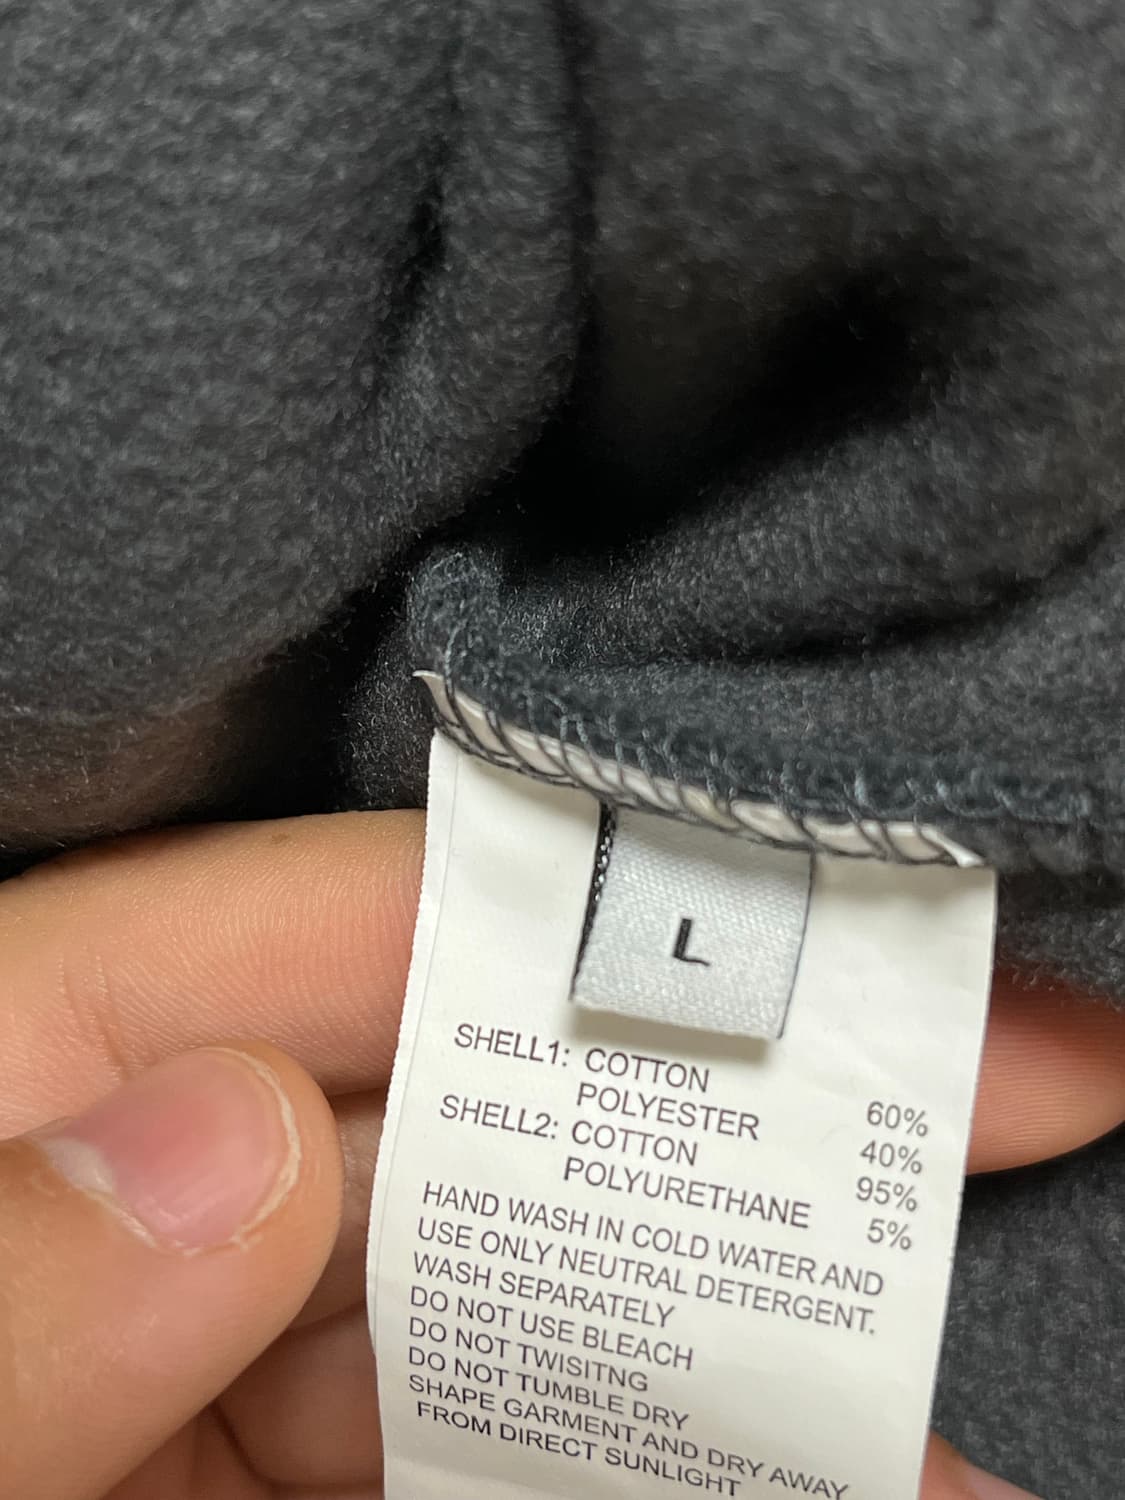 L
SHELL1: COTTON 60%
POLYESTER 40%
SHELL2: COTTON 95%
POLYURETHANE 5%
HAND WASH IN COLD WATER AND
USE ONLY NEUTRAL DETERGENT.
WASH SEPARATELY
DO NOT USE BLEACH
DO NOT TWISITNG
DO NOT TUMBLE DRY
SHAPE GARMENT AND DRY AWAY
FROM DIRECT SUNLIGHT